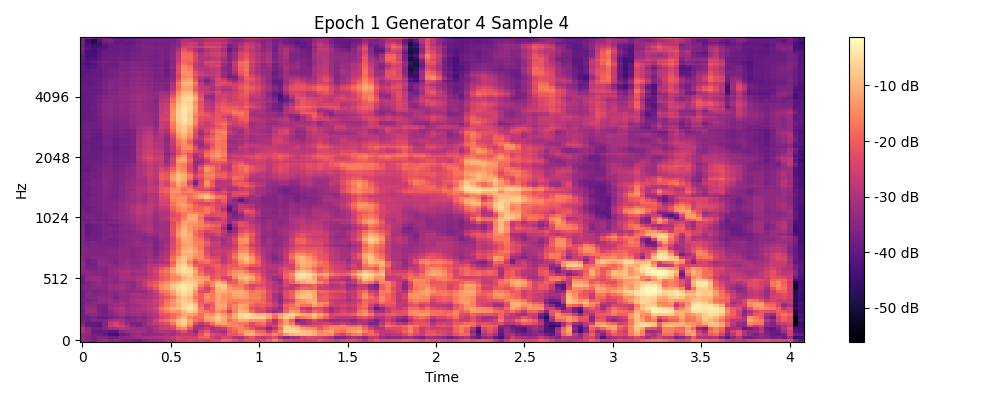 Epoch 1 Generator 4 Sample 4
Hz
4096
2048
1024
512
0
0 0.5 1 1.5 2 2.5 3 3.5 4
Time
-10 dB
-20 dB
-30 dB
-40 dB
-50 dB